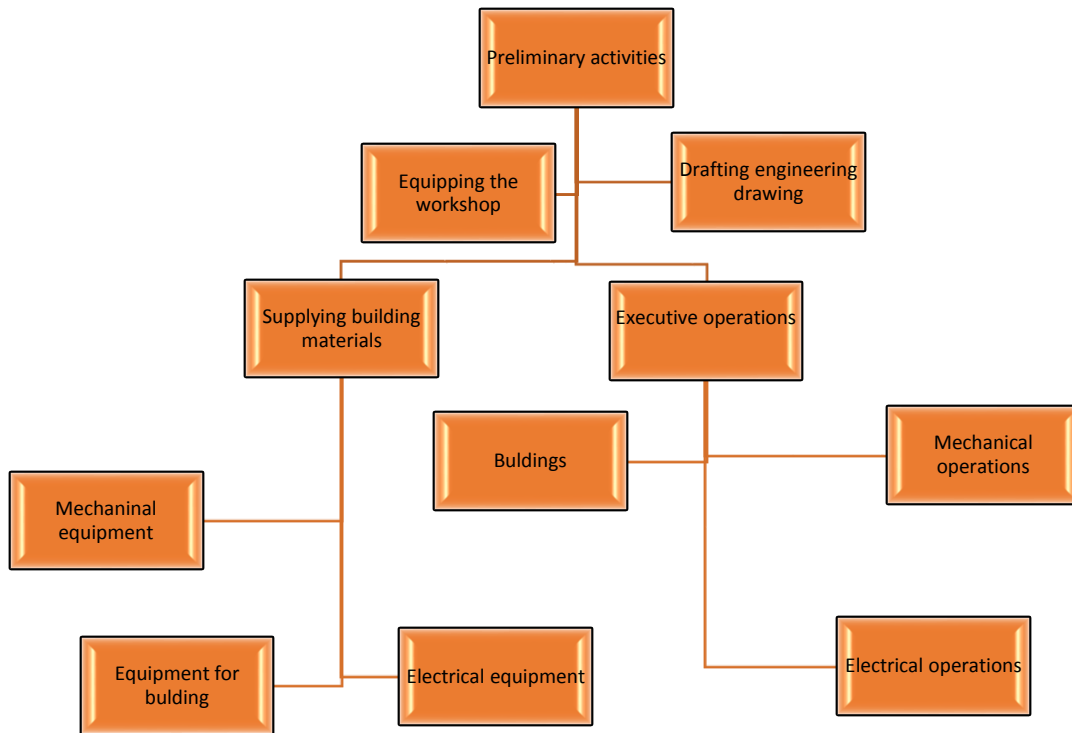 Preliminary activities
Equipping the
workshop
Drafting engineering
drawing
Supplying building
materials
Executive operations
Buldings
Mechanical
operations
Mechaninal
equipment
Equipment for
bulding
Electrical equipment
Electrical operations